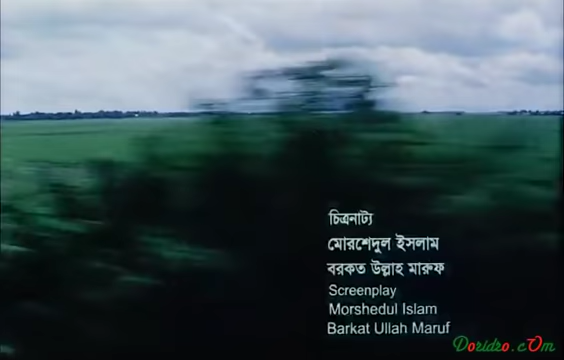 চিত্রনাট্য
মোরশেদুল ইসলাম
বরকত উল্লাহ মারুফ
Screenplay
Morshedul Islam
Barkat Ullah Maruf
Doridro.cOm